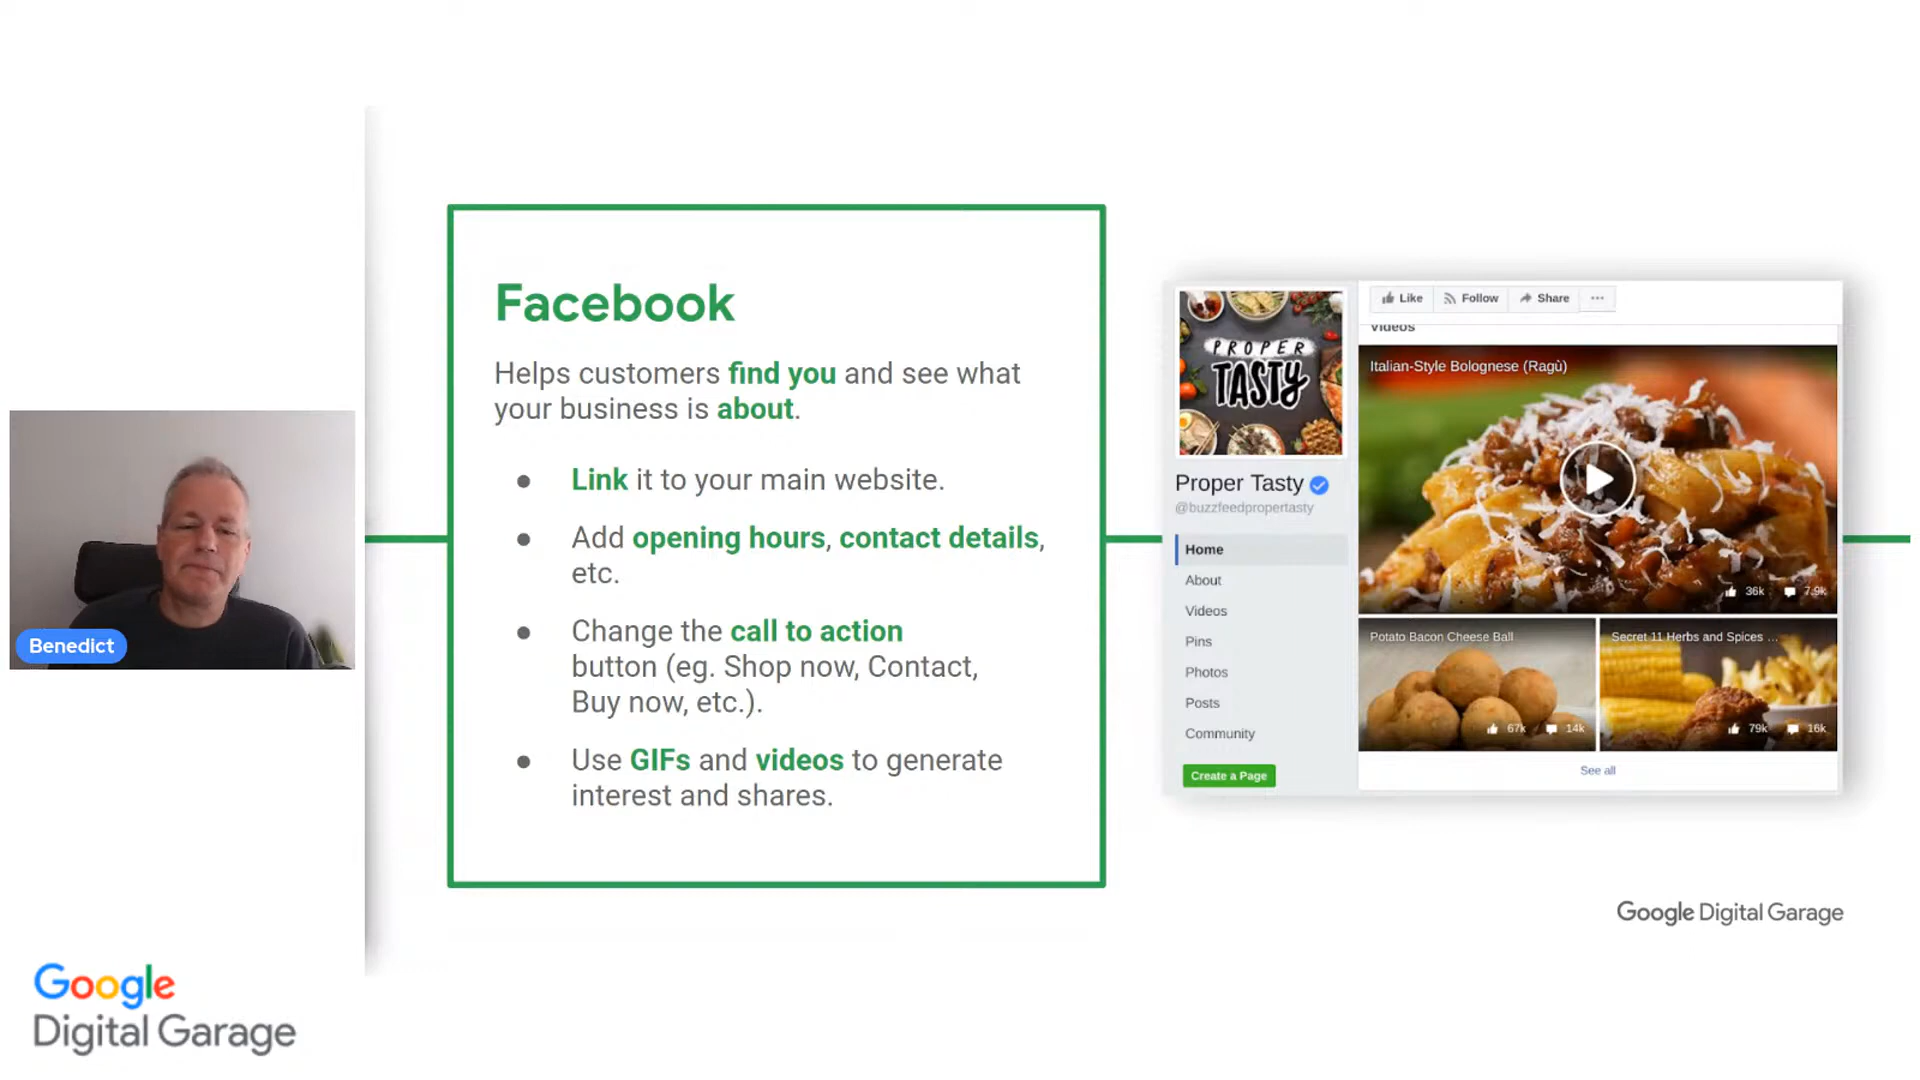 Facebook
Helps customers find you and see what
your business is about.
● Link it to your main website.
● Add opening hours, contact details,
etc.
● Change the call to action
button (eg. Shop now, Contact,
Buy now, etc.).
● Use GIFs and videos to generate
interest and shares.
Benedict
Google
Digital Garage
PROPER
TASTY
Proper Tasty
@buzzfeedpropertasty
Home
About
Videos
Pins
Photos
Posts
Community
Create a Page
Like Follow Share ...
Videos
Italian-Style Bolognese (Ragù)
36k 7.9k
Potato Bacon Cheese Ball
67k 14k
Secret 11 Herbs and Spices ...
79k 16k
See all
Google Digital Garage